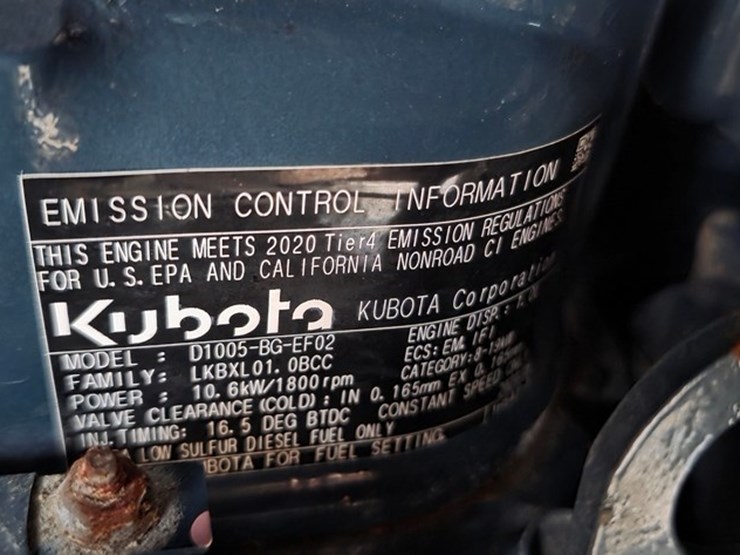 EMISSION CONTROL INFORMATION
THIS ENGINE MEETS 2020 Tier4 EMISSION REGULATIONS
FOR U.S. EPA AND CALIFORNIA NONROAD CI ENGINES
Kubota KUBOTA Corporation
ENGINE DISP.:
MODEL : D1005-BG-EF02 ECS: EM, IFI
FAMILY: LKBXL01.0BCC CATEGORY:
POWER : 10.6kW/1800rpm
VALVE CLEARANCE (COLD) : IN 0.165mm EX
INJ. TIMING: 16.5 DEG BTDC CONSTANT SPEED
LOW SULFUR DIESEL FUEL ONLY
FOR FUEL SETTING